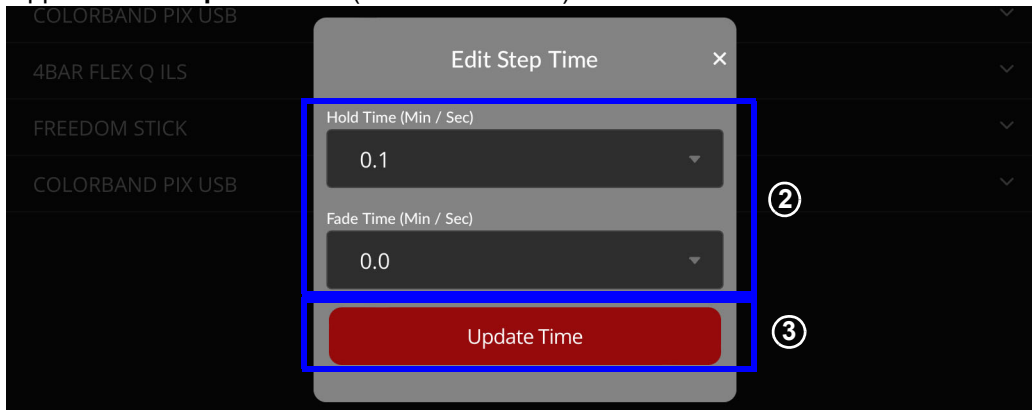 COLORBAND PIX USB
Edit Step Time ×
4BAR FLEX Q ILS
Hold Time (Min / Sec)
FREEDOM STICK
0.1
COLORBAND PIX USB
②
Fade Time (Min / Sec)
0.0
Update Time
③